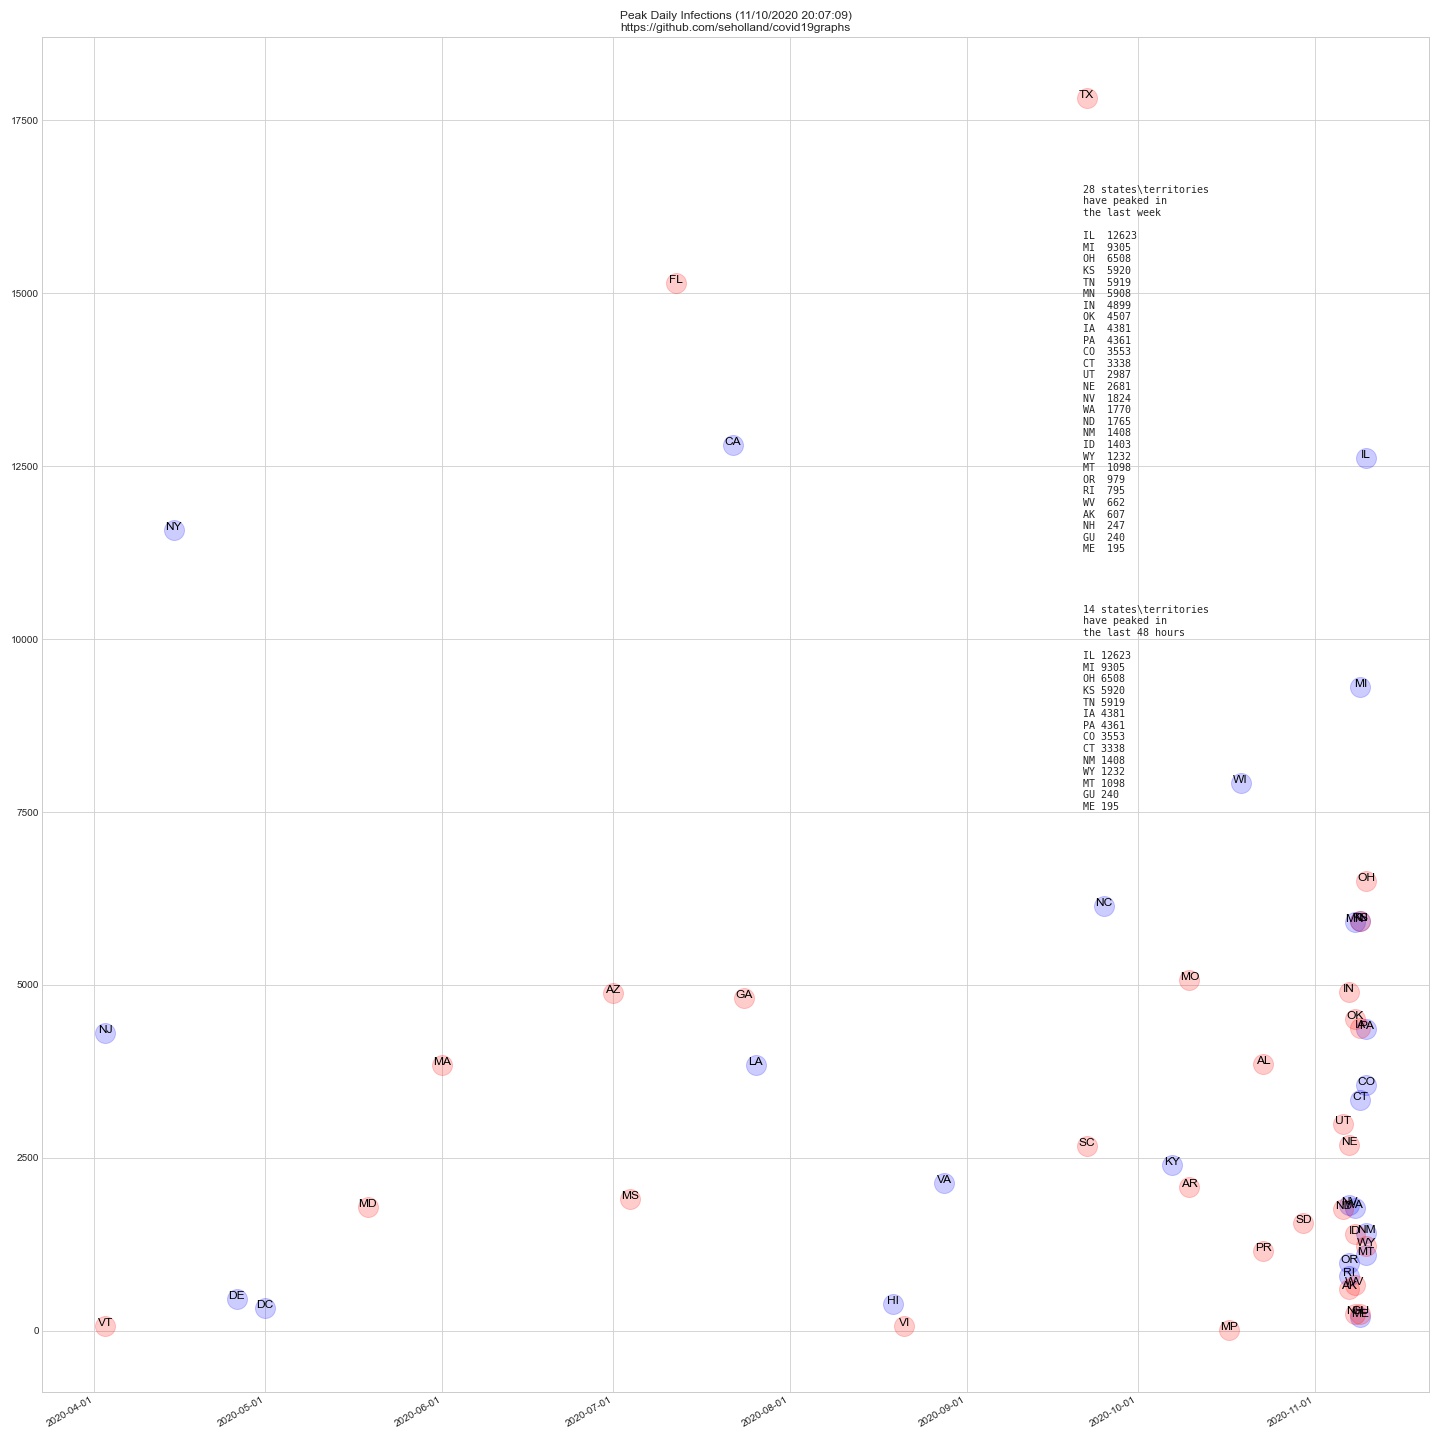 Peak Daily Infections (11/10/2020 20:07:09)
https://github.com/seholland/covid19graphs
TX
17500
28 states\territories
have peaked in
the last week
IL  12623
MI  9305
OH  6508
KS  5920
TN  5919
MN  5908
IN  4899
OK  4507
IA  4381
PA  4361
CO  3553
CT  3338
UT  2987
NE  2681
NV  1824
WA  1770
ND  1765
NM  1408
ID  1403
WY  1232
MT  1098
OR  979
RI  795
WV  662
AK  607
NH  247
GU  240
ME  195
FL
15000
CA
IL
12500
NY
14 states\territories
have peaked in
the last 48 hours
IL 12623
MI 9305
OH 6508
KS 5920
TN 5919
IA 4381
PA 4361
CO 3553
CT 3338
NM 1408
WY 1232
MT 1098
GU 240
ME 195
10000
MI
WI
7500
OH
NC
MN
5000
MO
AZ
GA
IN
OK
NJ
IA
PA
MA
LA
AL
CO
CT
UT
2500
SC
NE
KY
VA
AR
MD
MS
NV
WA
ND
SD
ID
NM
WY
PR
MT
OR
RI
WV
AK
DE
DC
HI
VT
VI
MP
NH
GU
ME
0
2020-04-01
2020-05-01
2020-06-01
2020-07-01
2020-08-01
2020-09-01
2020-10-01
2020-11-01